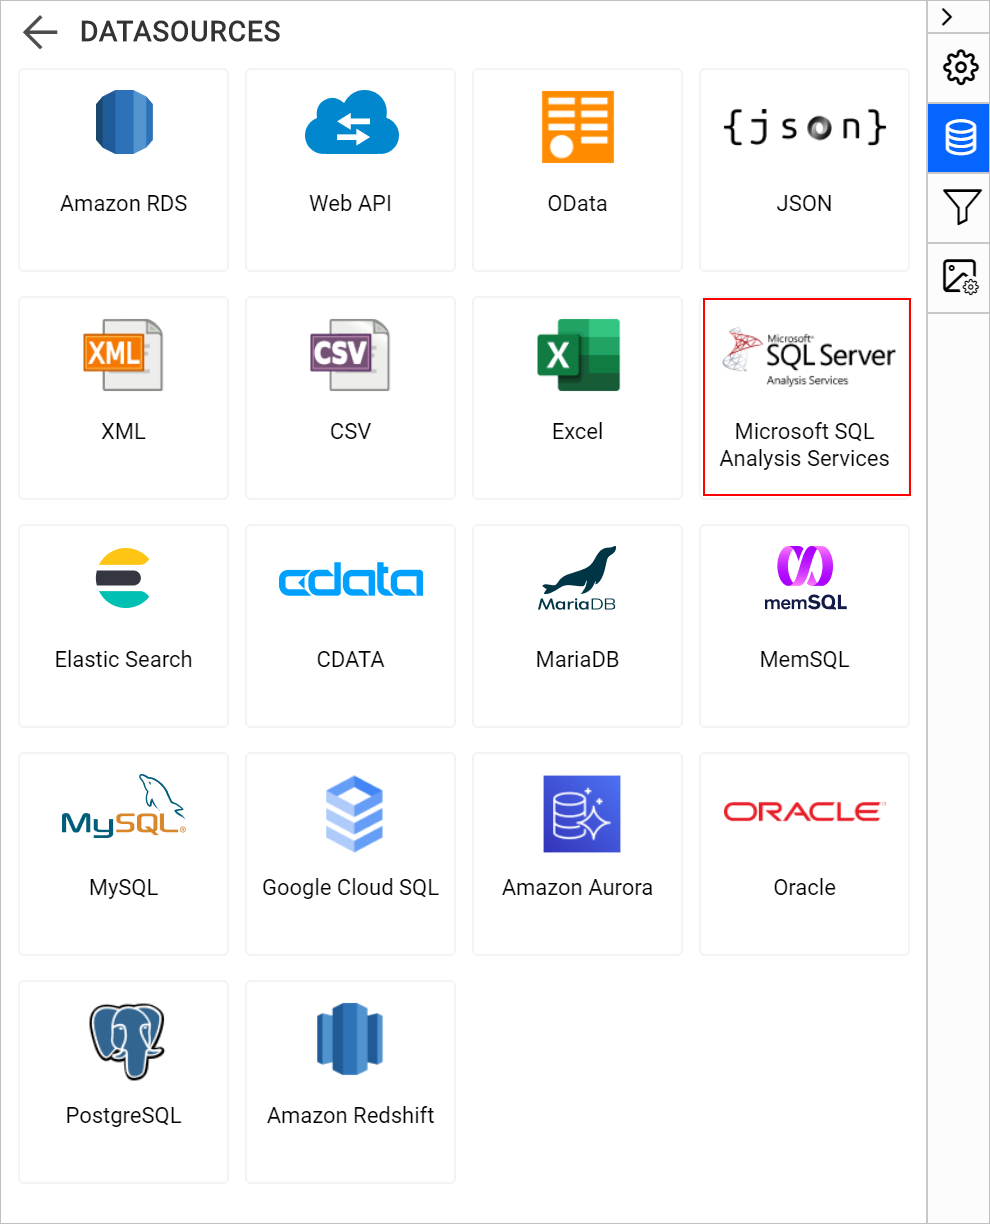 DATASOURCES
Amazon RDS
Web API
OData
{json}
JSON
XML
XML
CSV
CSV
X
Excel
Microsoft®
SQL Server
Analysis Services
Microsoft SQL
Analysis Services
Elastic Search
cdata
CDATA
MariaDB
MariaDB
memSQL
MemSQL
MySQL®
MySQL
Google Cloud SQL
Amazon Aurora
ORACLE
Oracle
PostgreSQL
Amazon Redshift